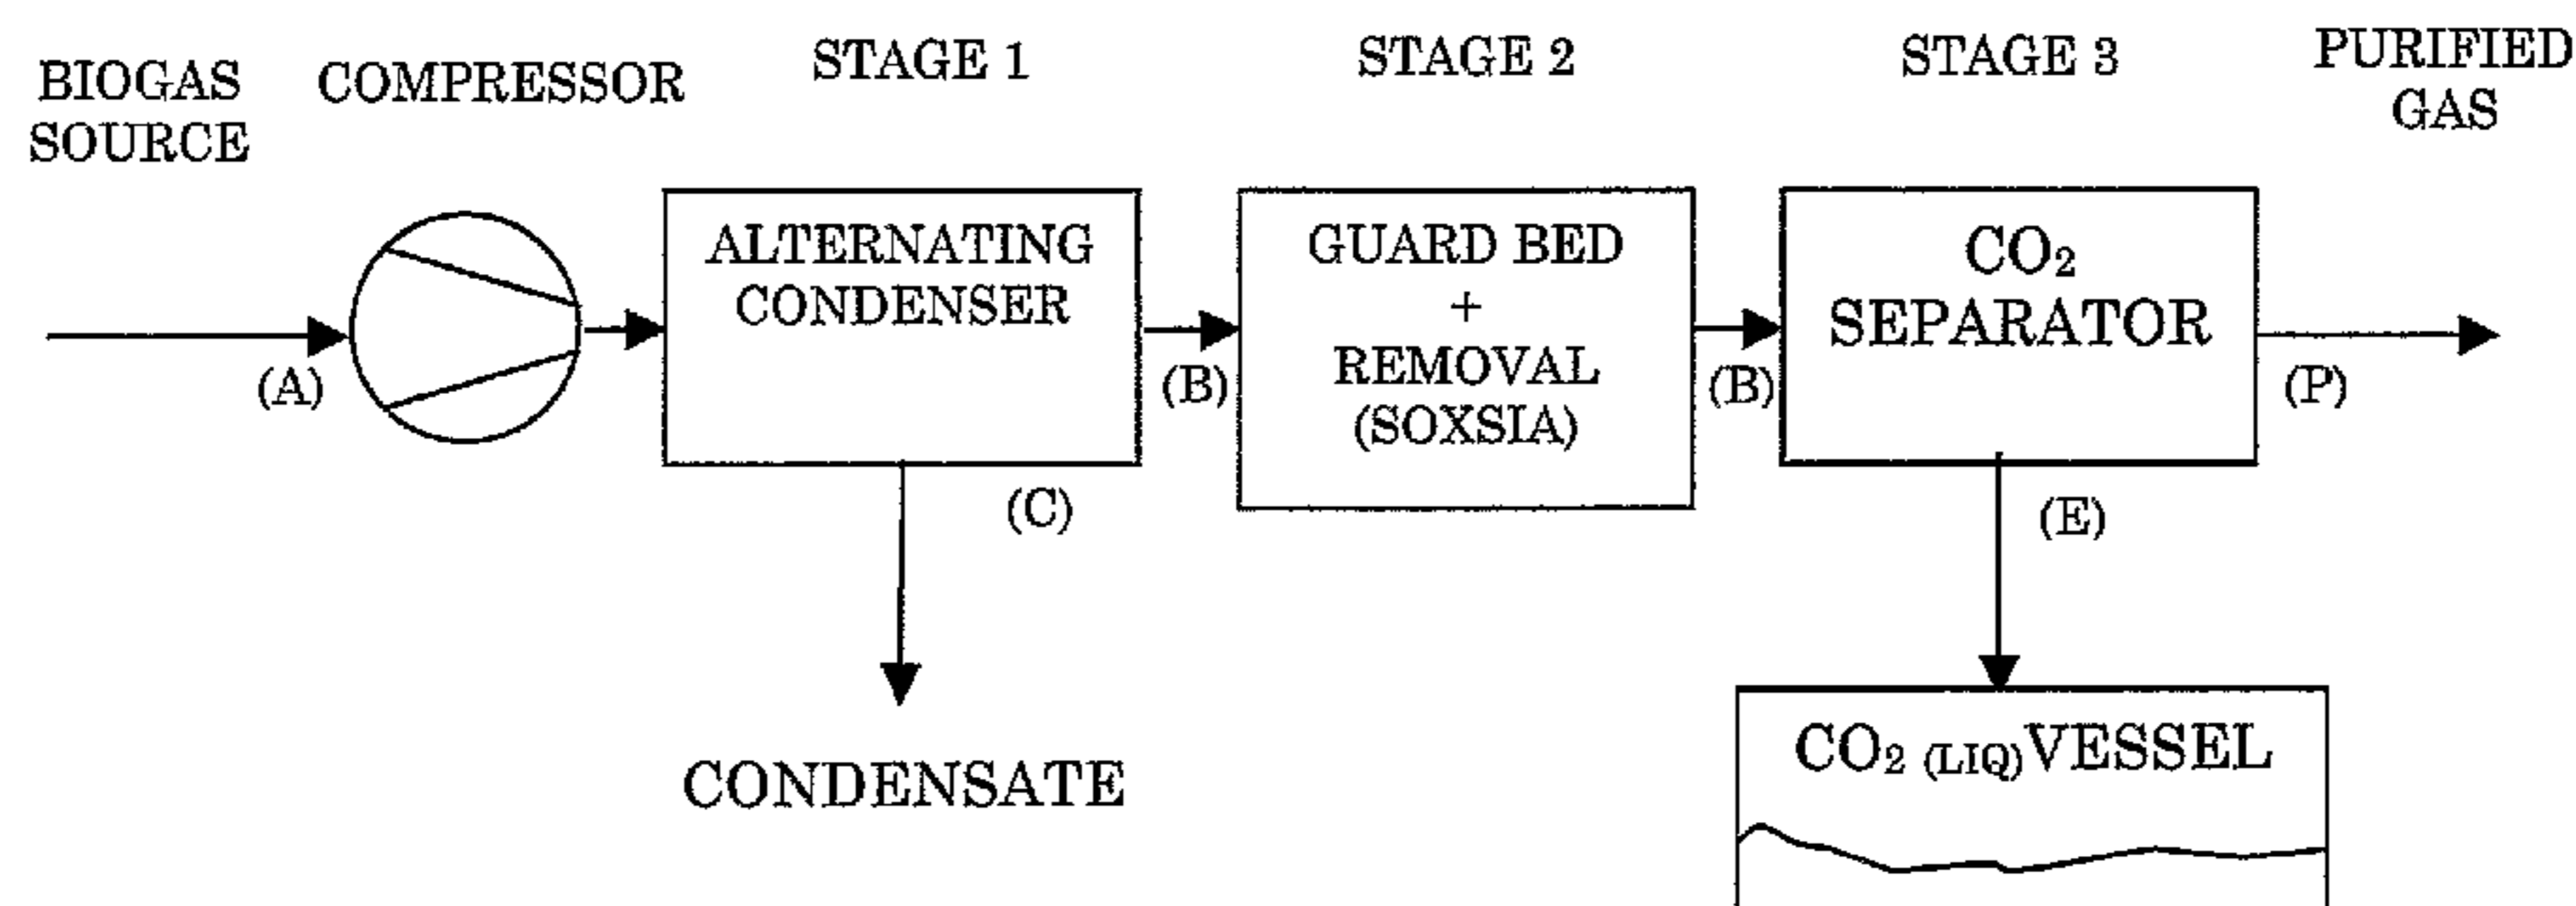 BIOGAS
SOURCE
COMPRESSOR
STAGE 1
STAGE 2
STAGE 3
PURIFIED
GAS
ALTERNATING
CONDENSER
GUARD BED
+
REMOVAL
(SOXSIA)
CO₂
SEPARATOR
(A)
(B)
(B)
(P)
(C)
(E)
CONDENSATE
CO₂ (LIQ) VESSEL